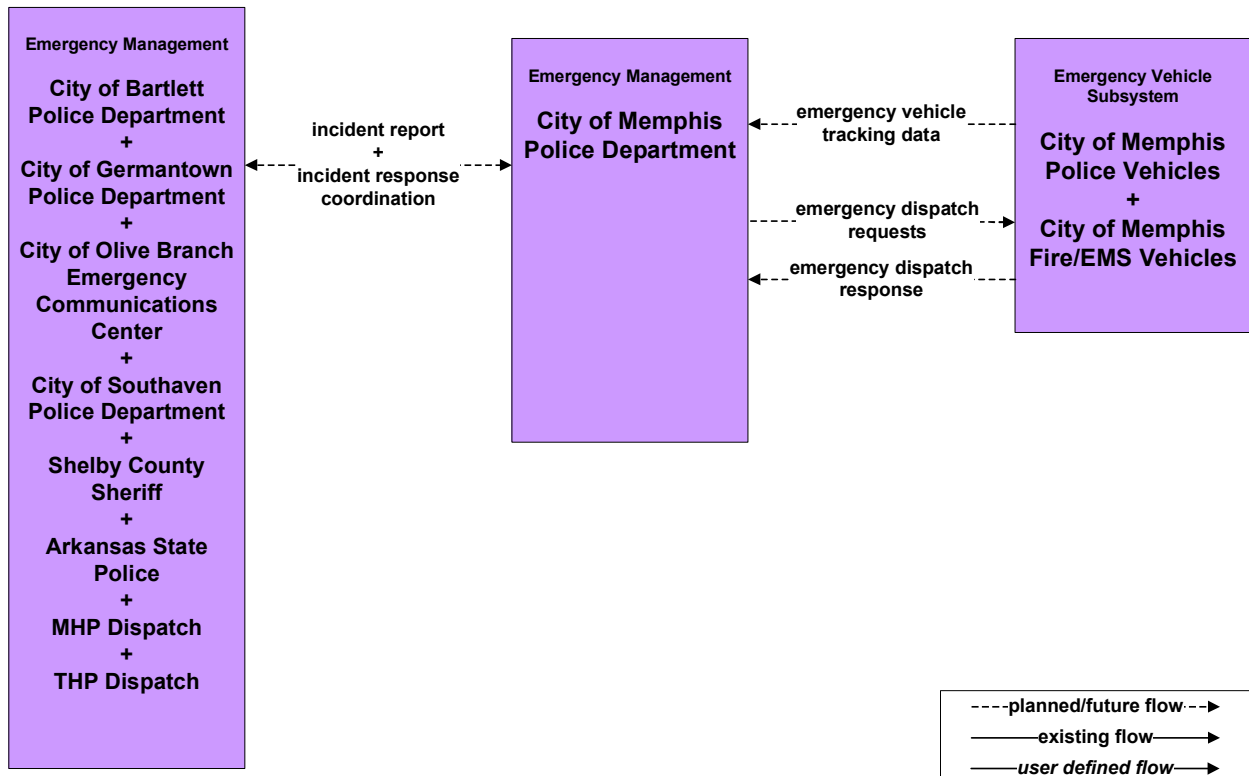 Emergency Management
City of Bartlett
Police Department
+
City of Germantown
Police Department
+
City of Olive Branch
Emergency
Communications
Center
+
City of Southaven
Police Department
+
Shelby County
Sheriff
+
Arkansas State
Police
+
MHP Dispatch
+
THP Dispatch
incident report
+
incident response
coordination
Emergency Management
City of Memphis
Police Department
emergency vehicle
tracking data
emergency dispatch
requests
emergency dispatch
response
Emergency Vehicle
Subsystem
City of Memphis
Police Vehicles
+
City of Memphis
Fire/EMS Vehicles
planned/future flow
existing flow
user defined flow